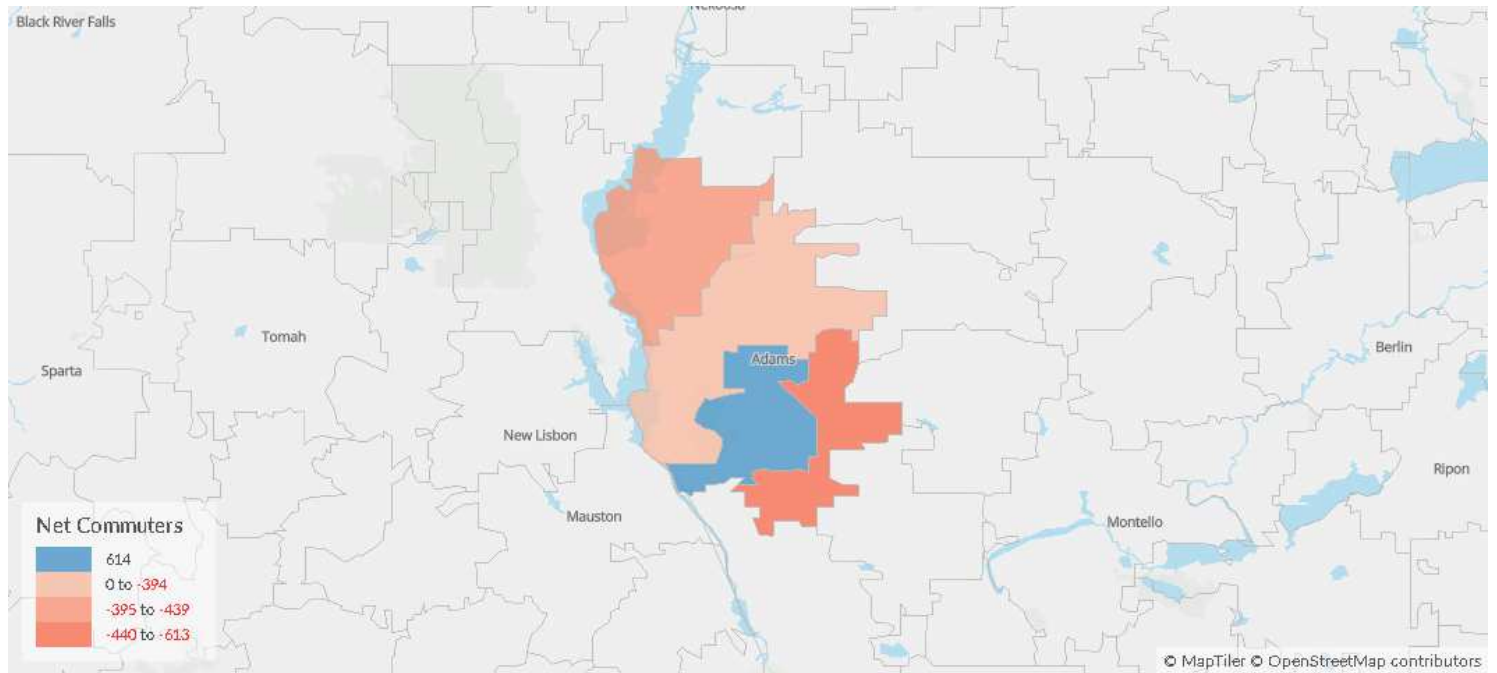 Nekoosa
Black River Falls
Tomah
Sparta
Adams
Berlin
New Lisbon
Ripon
Mauston
Montello
Net Commuters
614
0 to -394
-395 to -439
-440 to -613
© MapTiler © OpenStreetMap contributors